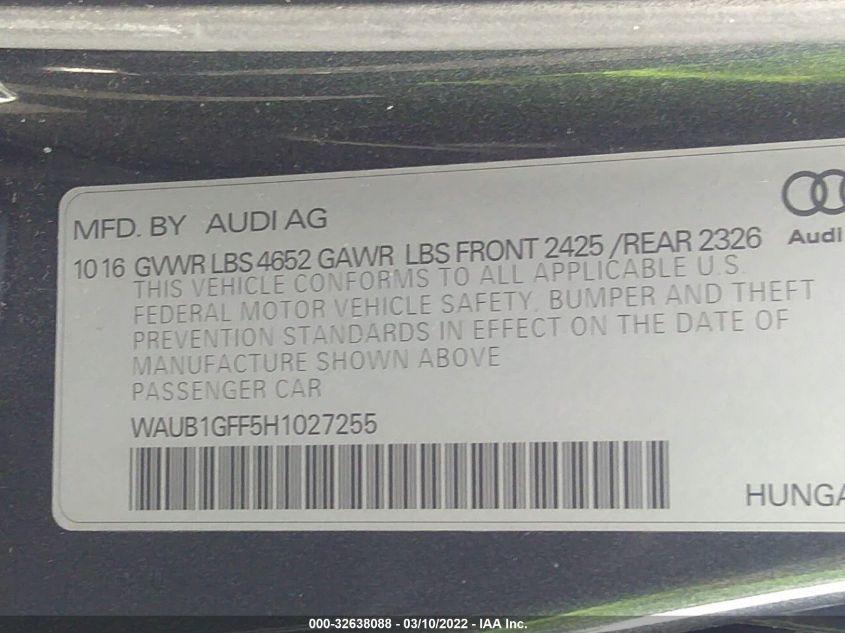 MFD. BY AUDI AG
Audi
1016 GVWR LBS 4652 GAWR LBS FRONT 2425 /REAR 2326
THIS VEHICLE CONFORMS TO ALL APPLICABLE U.S.
FEDERAL MOTOR VEHICLE SAFETY, BUMPER AND THEFT
PREVENTION STANDARDS IN EFFECT ON THE DATE OF
MANUFACTURE SHOWN ABOVE
PASSENGER CAR
WAUB1GFF5H1027255
HUNGA
000-32638088 - 03/10/2022 - IAA Inc.